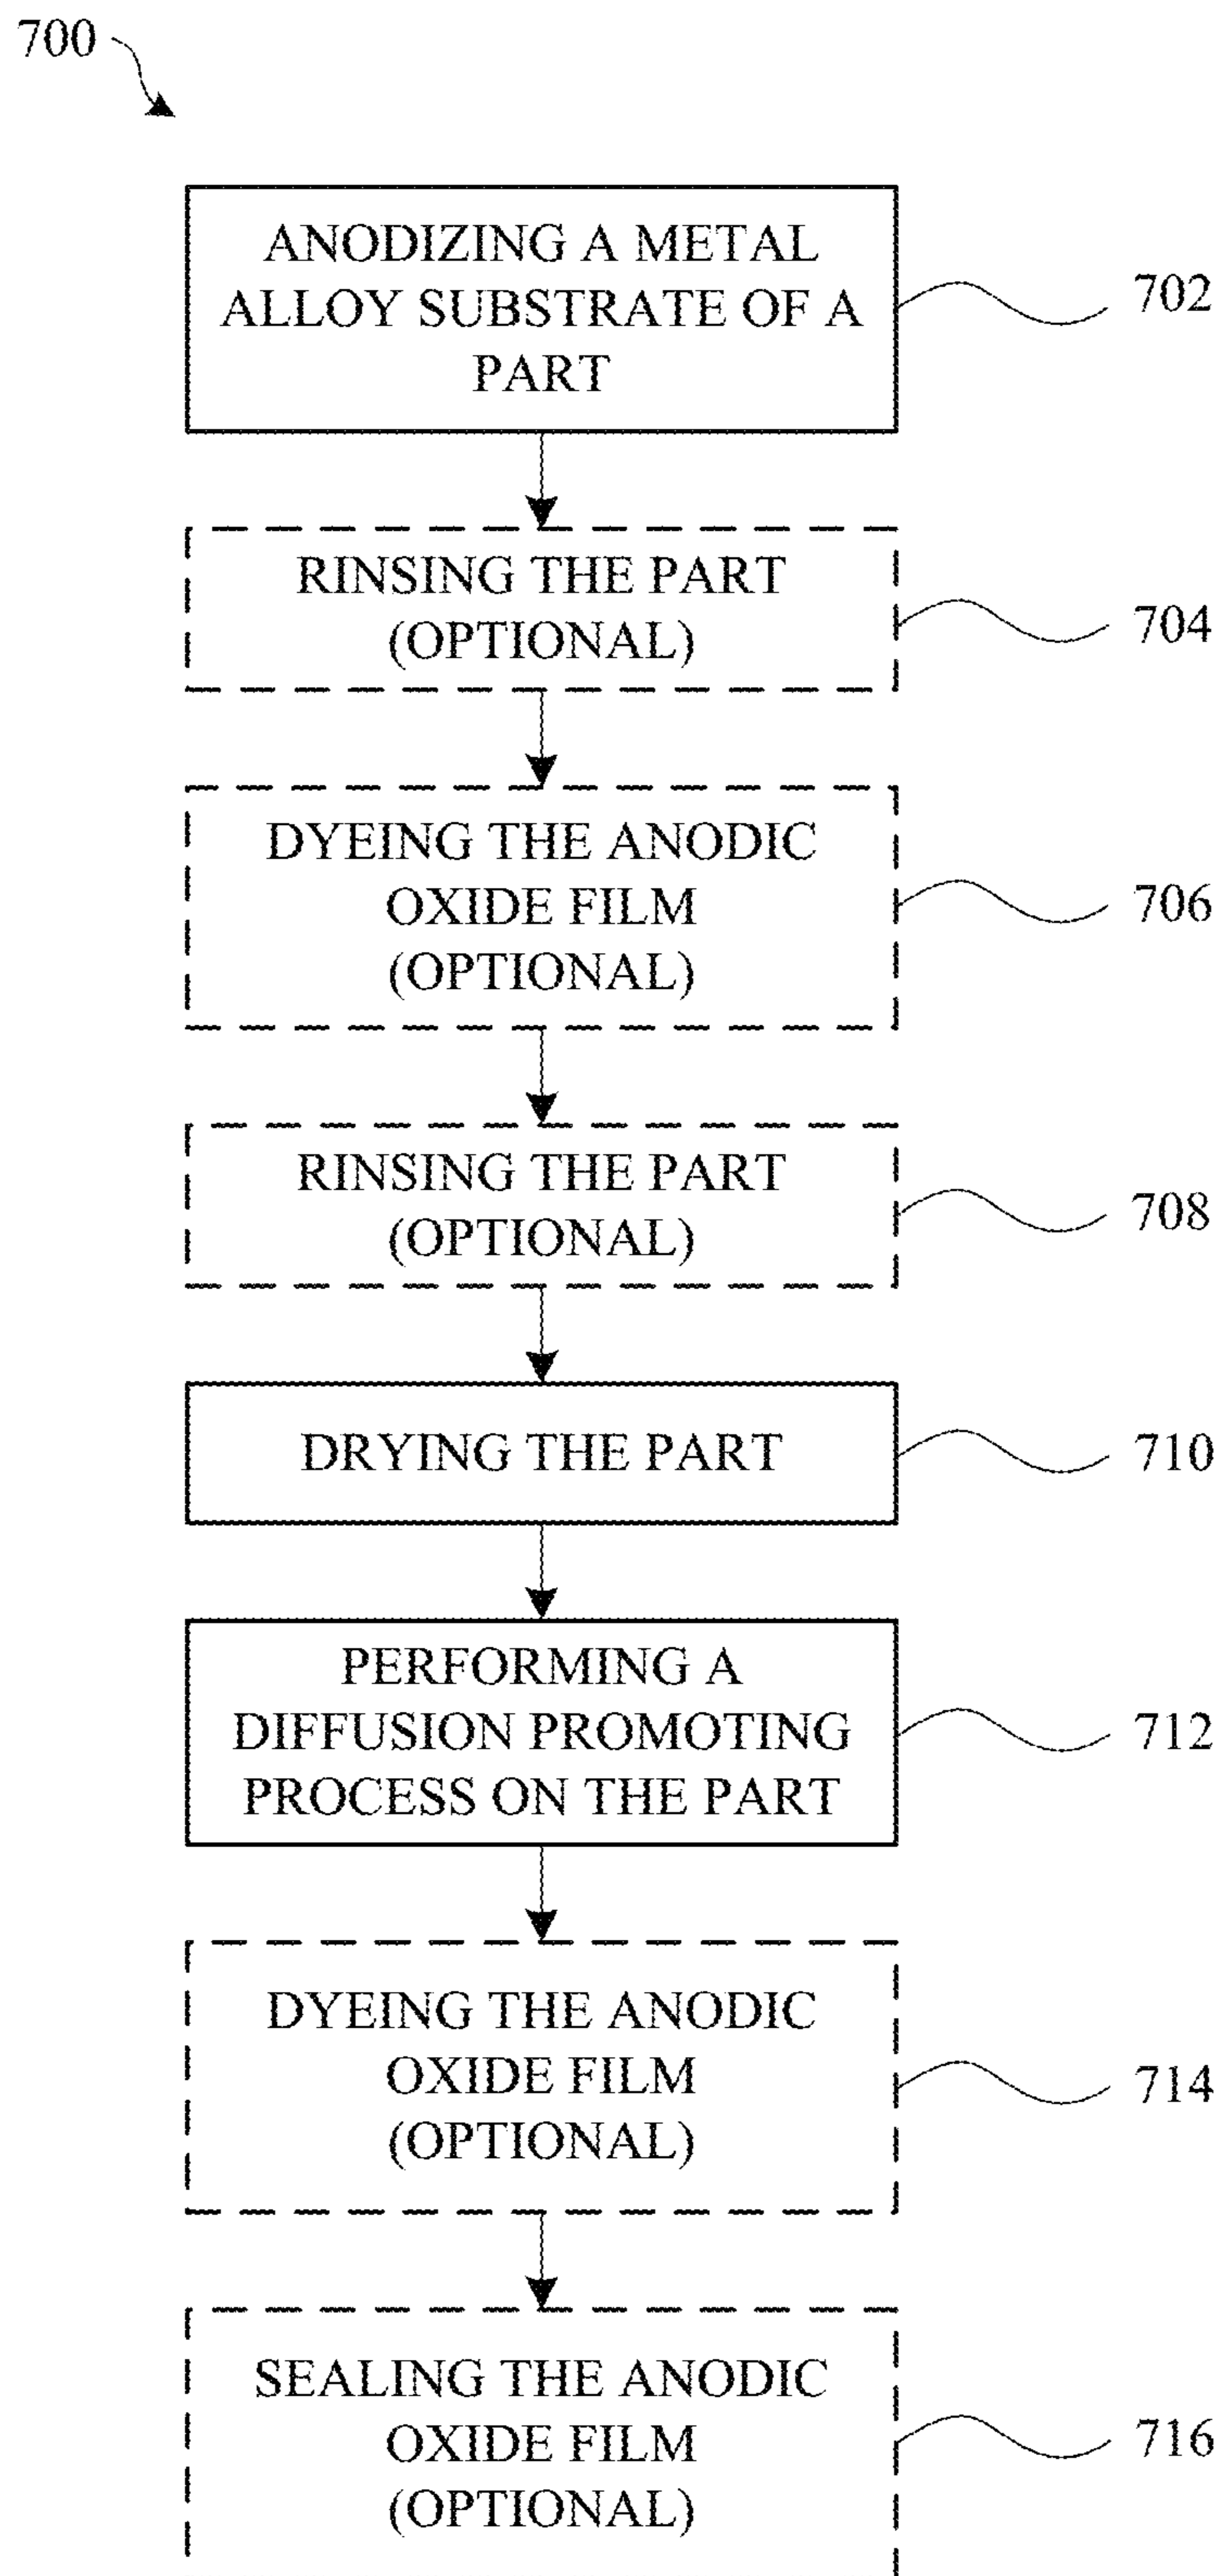 700
ANODIZING A METAL
ALLOY SUBSTRATE OF A
PART
702
RINSING THE PART
(OPTIONAL)
704
DYEING THE ANODIC
OXIDE FILM
(OPTIONAL)
706
RINSING THE PART
(OPTIONAL)
708
DRYING THE PART
710
PERFORMING A
DIFFUSION PROMOTING
PROCESS ON THE PART
712
DYEING THE ANODIC
OXIDE FILM
(OPTIONAL)
714
SEALING THE ANODIC
OXIDE FILM
(OPTIONAL)
716